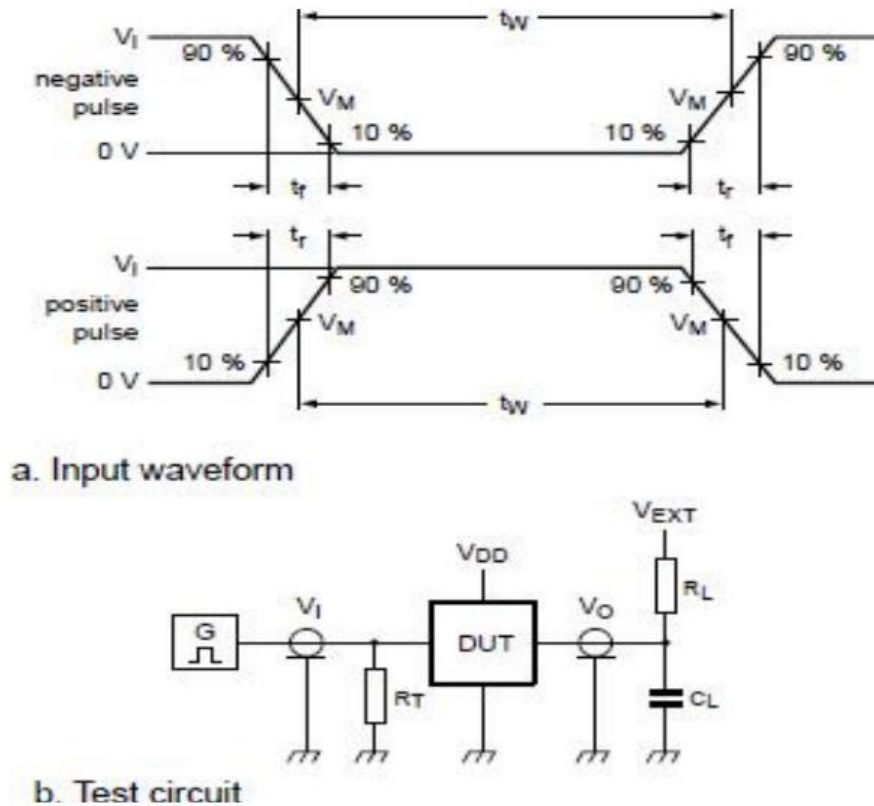 tW
VI
90 %
90 %
negative
pulse
VM
VM
10 %
10 %
0 V
tf
tr
tr
tf
VI
90 %
90 %
positive
pulse
VM
VM
10 %
10 %
0 V
tW
a. Input waveform
VEXT
VDD
RL
VI
VO
G
DUT
RT
CL
b. Test circuit